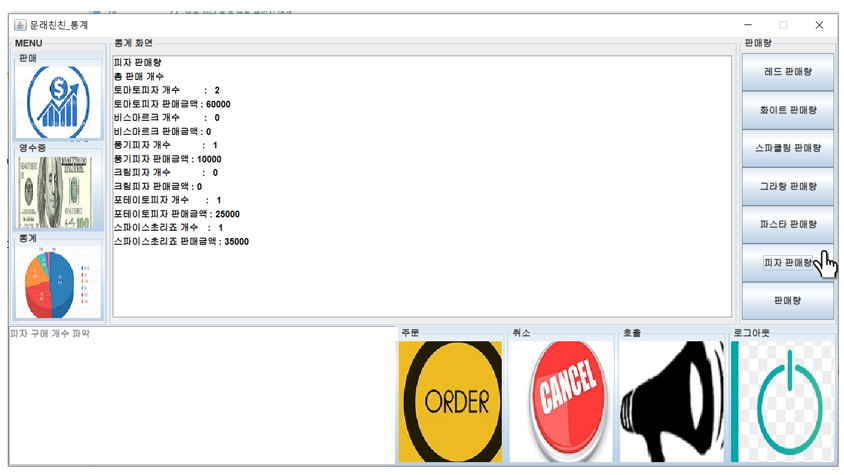 문래친친_통계
MENU
판매
영수증
통계
통계 화면
피자 판매량
총 판매 개수
토마토피자 개수 : 2
토마토피자 판매금액 : 60000
비스마르크 개수 : 0
비스마르크 판매금액 : 0
풍기피자 개수 : 1
풍기피자 판매금액 : 10000
크림피자 개수 : 0
크림피자 판매금액 : 0
포테이토피자 개수 : 1
포테이토피자 판매금액 : 25000
스파이스초리죠 개수 : 1
스파이스초리죠 판매금액 : 35000
판매량
레드 판매량
화이트 판매량
스파클링 판매량
그라탕 판매량
파스타 판매량
피자 판매량
판매량
피자 구매 개수 파악
주문
ORDER
취소
CANCEL
호출
로그아웃